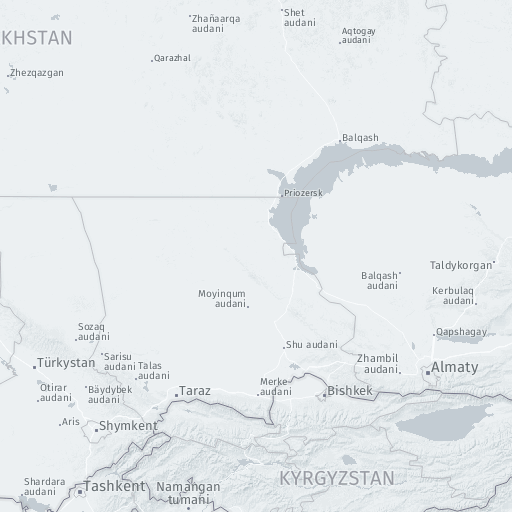 Zhañaarqa
audani
Shet
audani
KHSTAN
Aqtogay
audani
Qarazhal
Zhezqazgan
Balqash
Priozersk
Taldykorgan
Balqash
audani
Kerbulaq
audani
Moyinqum
audani
Sozaq
audani
Qapshagay
Shu audani
Sarisu
audani
Zhambil
audani
Türkystan
Talas
audani
Almaty
Otirar
audani
Bäydybek
audani
Taraz
Merke
audani
Bishkek
Aris
Shymkent
Shardara
audani
Tashkent
Namangan
tumani
KYRGYZSTAN